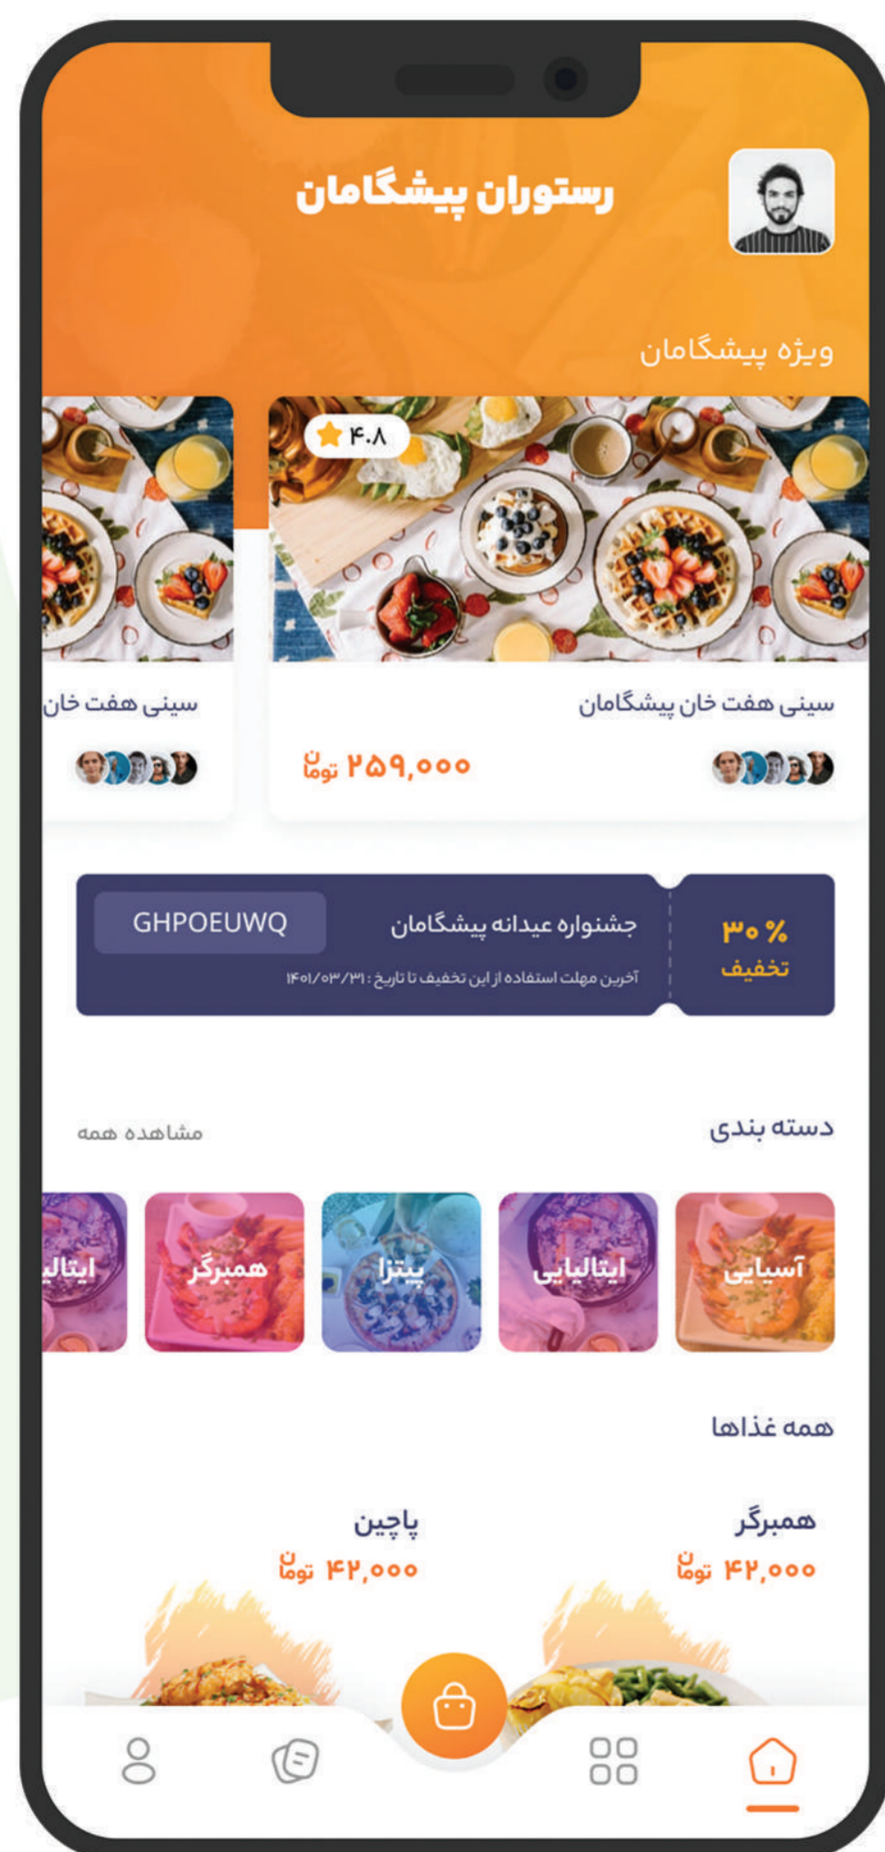 رستوران پیشگامان
ویژه پیشگامان
۴.۸
سینی هفت خان پیشگامان
۲۵۹,۰۰۰ تومان
سینی هفت خان
۳۰%
تخفیف
جشنواره عیدانه پیشگامان
GHPOEUWQ
آخرین مهلت استفاده از این تخفیف تا تاریخ : ۱۴۰۱/۰۳/۳۱
دسته بندی
مشاهده همه
آسیایی
ایتالیایی
پیتزا
همبرگر
ایتالی
همه غذاها
همبرگر
۴۲,۰۰۰ تومان
پاچین
۴۲,۰۰۰ تومان